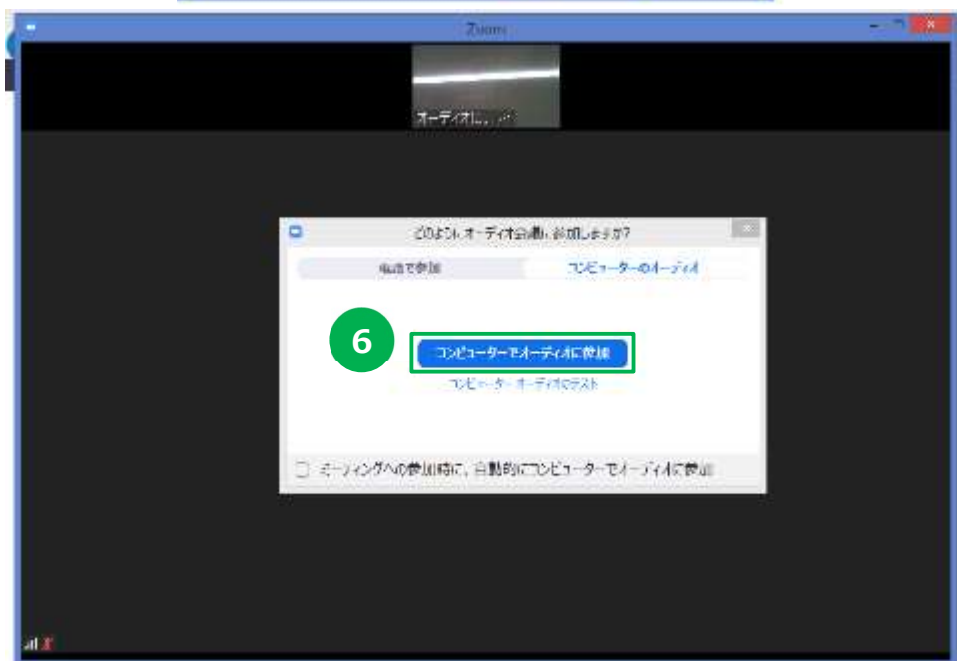 Zoom
オーディオに、…
どのようにオーディオ会議に参加しますか?
電話で参加
コンピューターのオーディオ
6
コンピューターでオーディオに参加
コンピューター オーディオのテスト
ミーティングへの参加時に、自動的にコンピューターでオーディオに参加